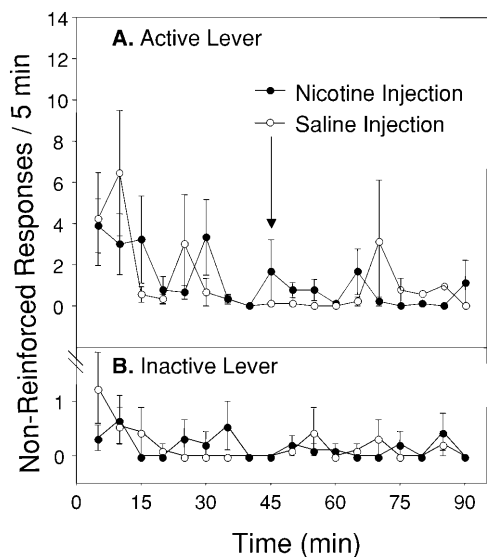 14
A. Active Lever
12
10
Nicotine Injection
Saline Injection
8
6
4
2
0
Non-Reinforced Responses / 5 min
B. Inactive Lever
1
0
0 15 30 45 60 75 90
Time (min)